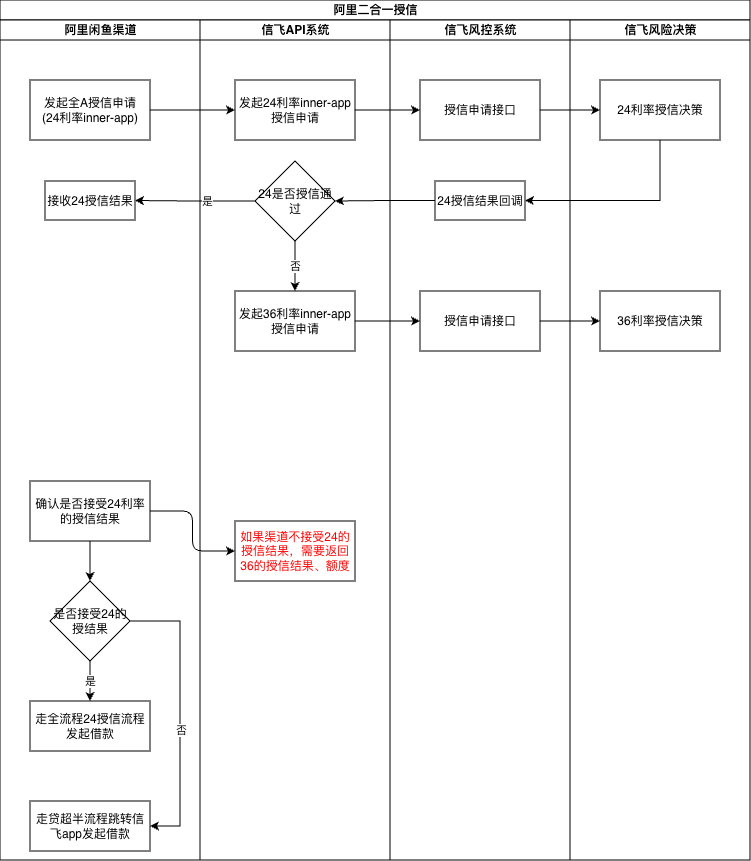 阿里二合一授信
阿里闲鱼渠道
信飞API系统
信飞风控系统
信飞风险决策
发起全A授信申请
(24利率inner-app)
发起24利率inner-app
授信申请
授信申请接口
24利率授信决策
接收24授信结果
是
24是否授信通
过
24授信结果回调
否
发起36利率inner-app
授信申请
授信申请接口
36利率授信决策
确认是否接受24利率
的授信结果
如果渠道不接受24的
授信结果，需要返回
36的授信结果、额度
是否接受24的
授结果
是
走全流程24授信流程
发起借款
否
走贷超半流程跳转信
飞app发起借款